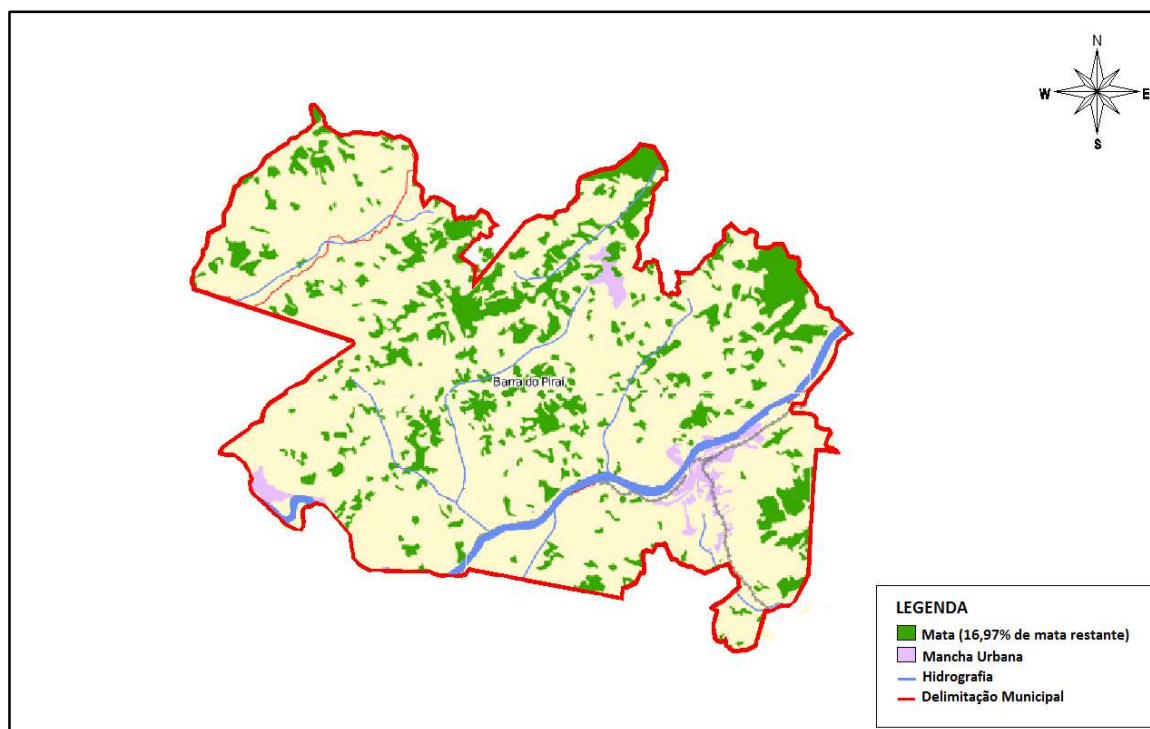 N
W
E
S
Barra do Piraí
LEGENDA
Mata (16,97% de mata restante)
Mancha Urbana
Hidrografia
Delimitação Municipal